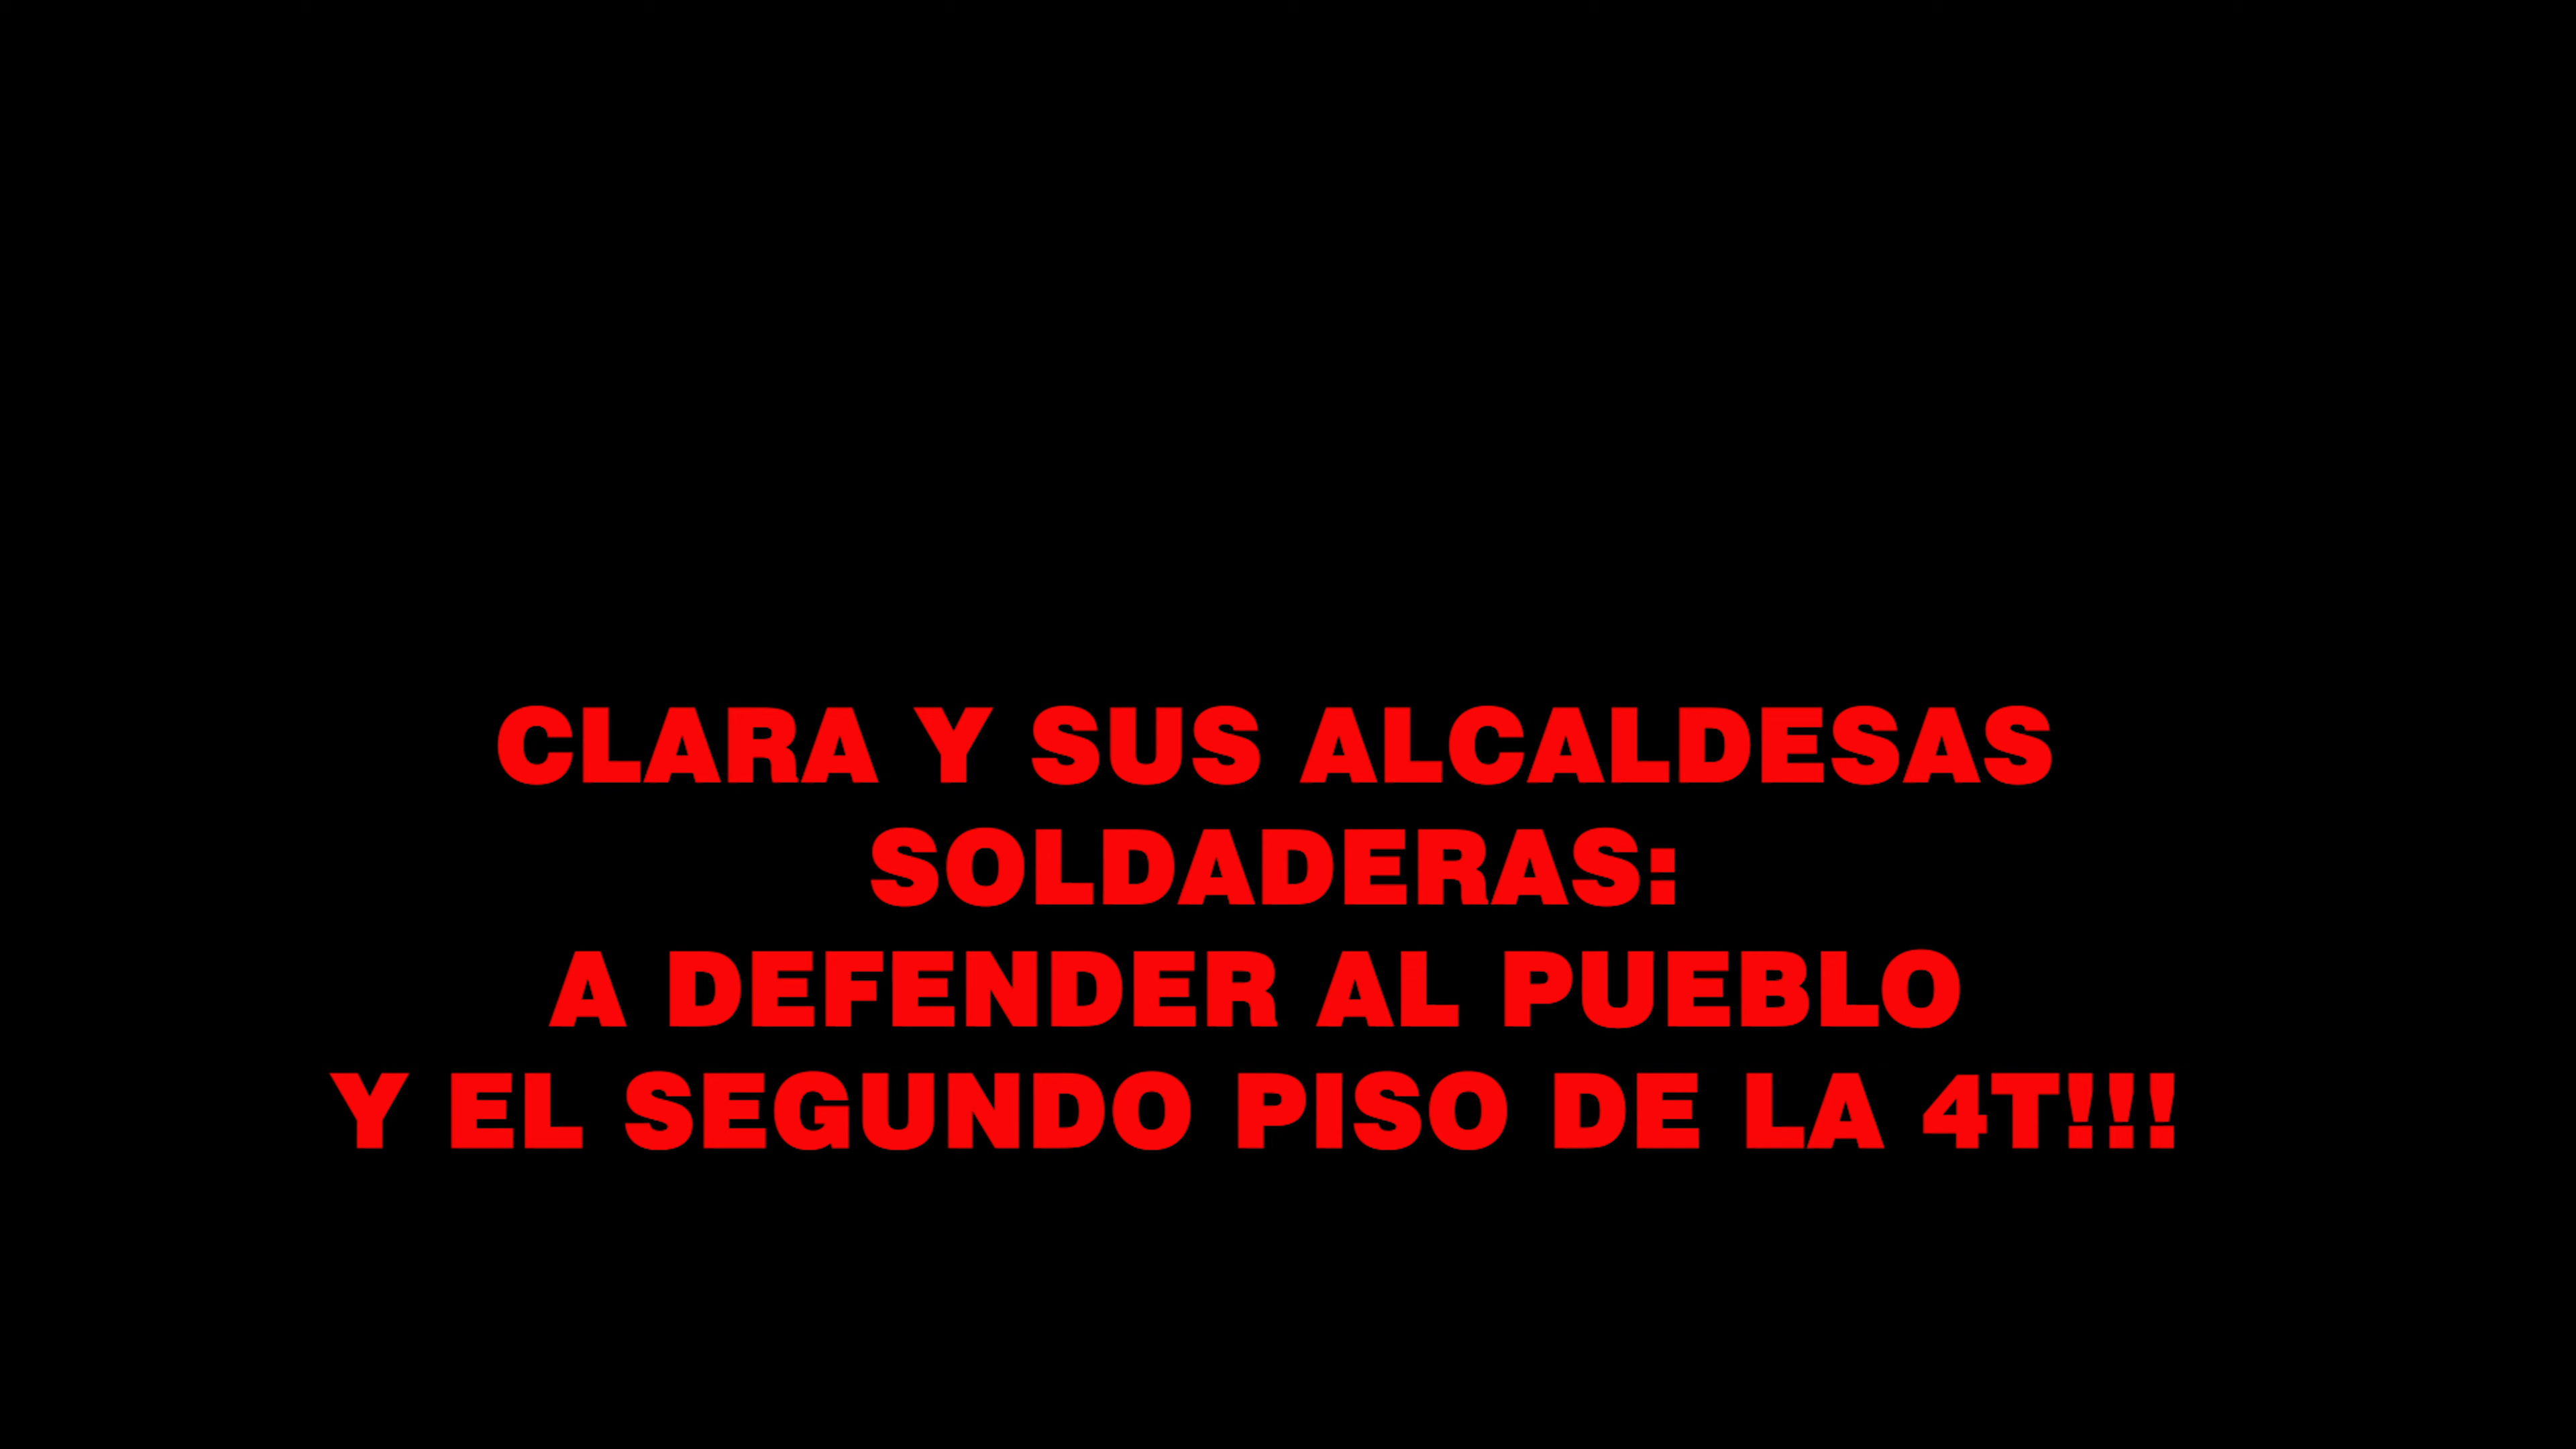 CLARA Y SUS ALCALDESAS
SOLDADERAS:
A DEFENDER AL PUEBLO
Y EL SEGUNDO PISO DE LA 4T!!!